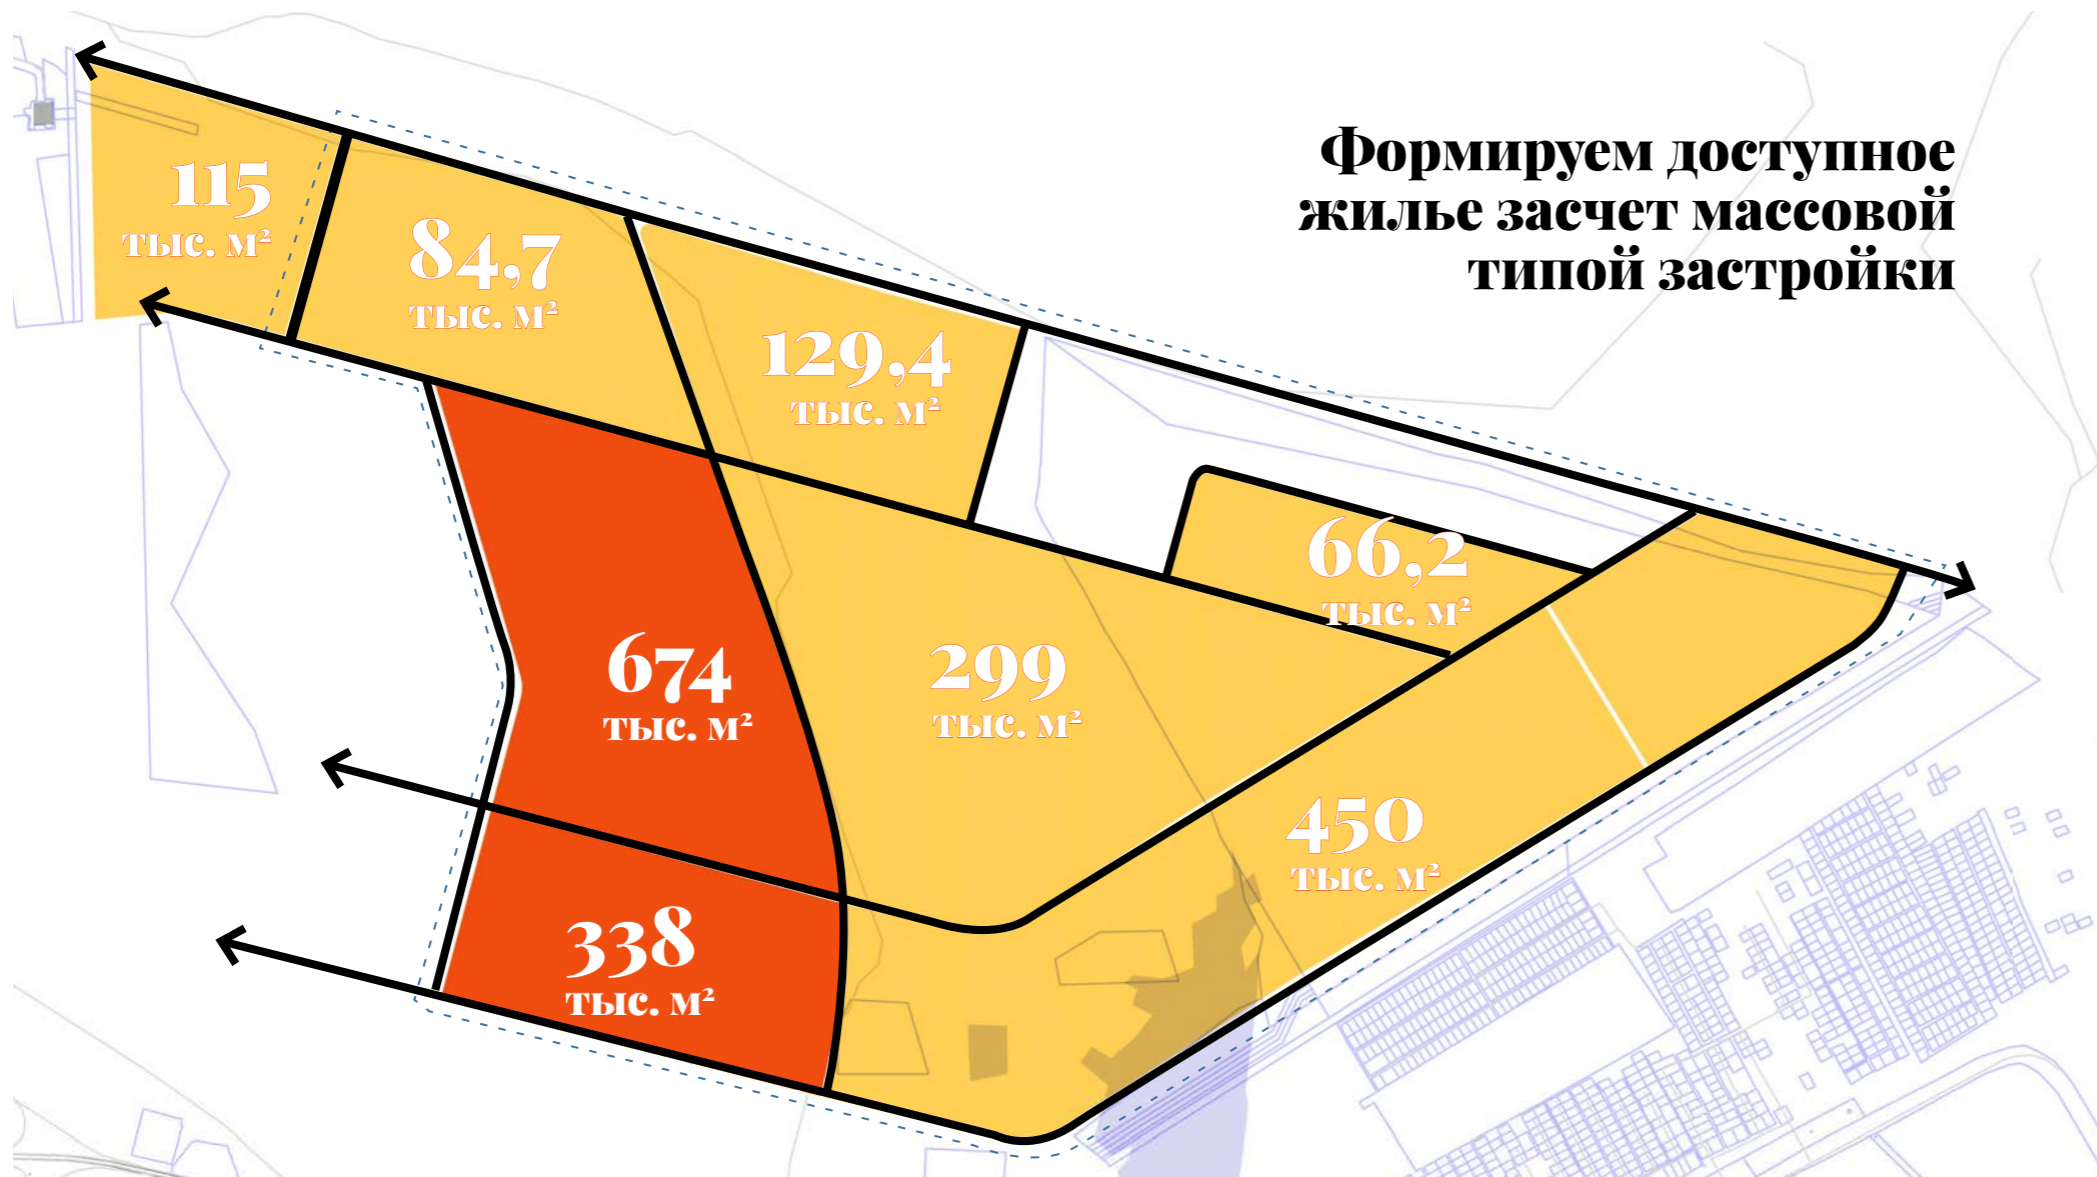 Формируем доступное
жилье засчет массовой
типой застройки
115
тыс. м²
84,7
тыс. м²
129,4
тыс. м²
66,2
тыс. м²
674
тыс. м²
299
тыс. м²
450
тыс. м²
338
тыс. м²